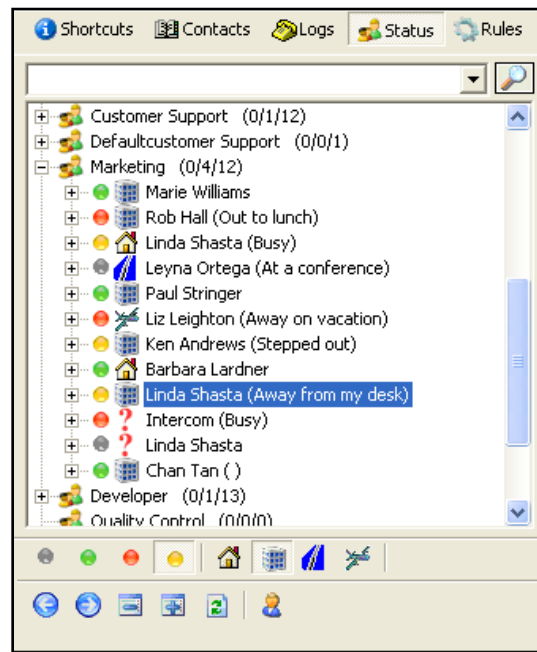 Shortcuts Contacts Logs Status Rules
Customer Support (0/1/12)
Defaultcustomer Support (0/0/1)
Marketing (0/4/12)
Marie Williams
Rob Hall (Out to lunch)
Linda Shasta (Busy)
Leyna Ortega (At a conference)
Paul Stringer
Liz Leighton (Away on vacation)
Ken Andrews (Stepped out)
Barbara Lardner
Linda Shasta (Away from my desk)
Intercom (Busy)
Linda Shasta
Chan Tan ( )
Developer (0/1/13)
Quality Control (0/0/0)